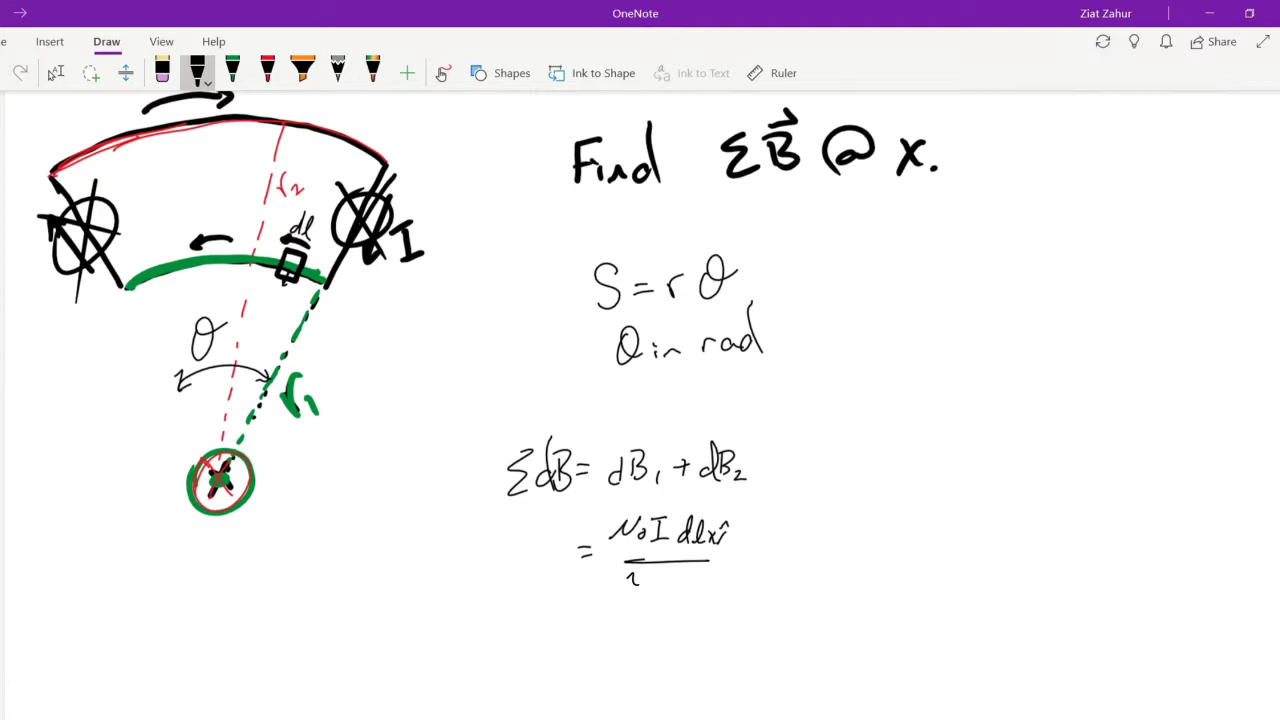 OneNote
Ziat Zahur
Insert Draw View Help
Share
Shapes
Ink to Shape
Ink to Text
Ruler
Find ΣB⃗ @ x.
r₂
dl
I
S = r θ
θ in rad
θ
r₁
ΣdB = dB₁ + dB₂
= μ₀I dl x r̂